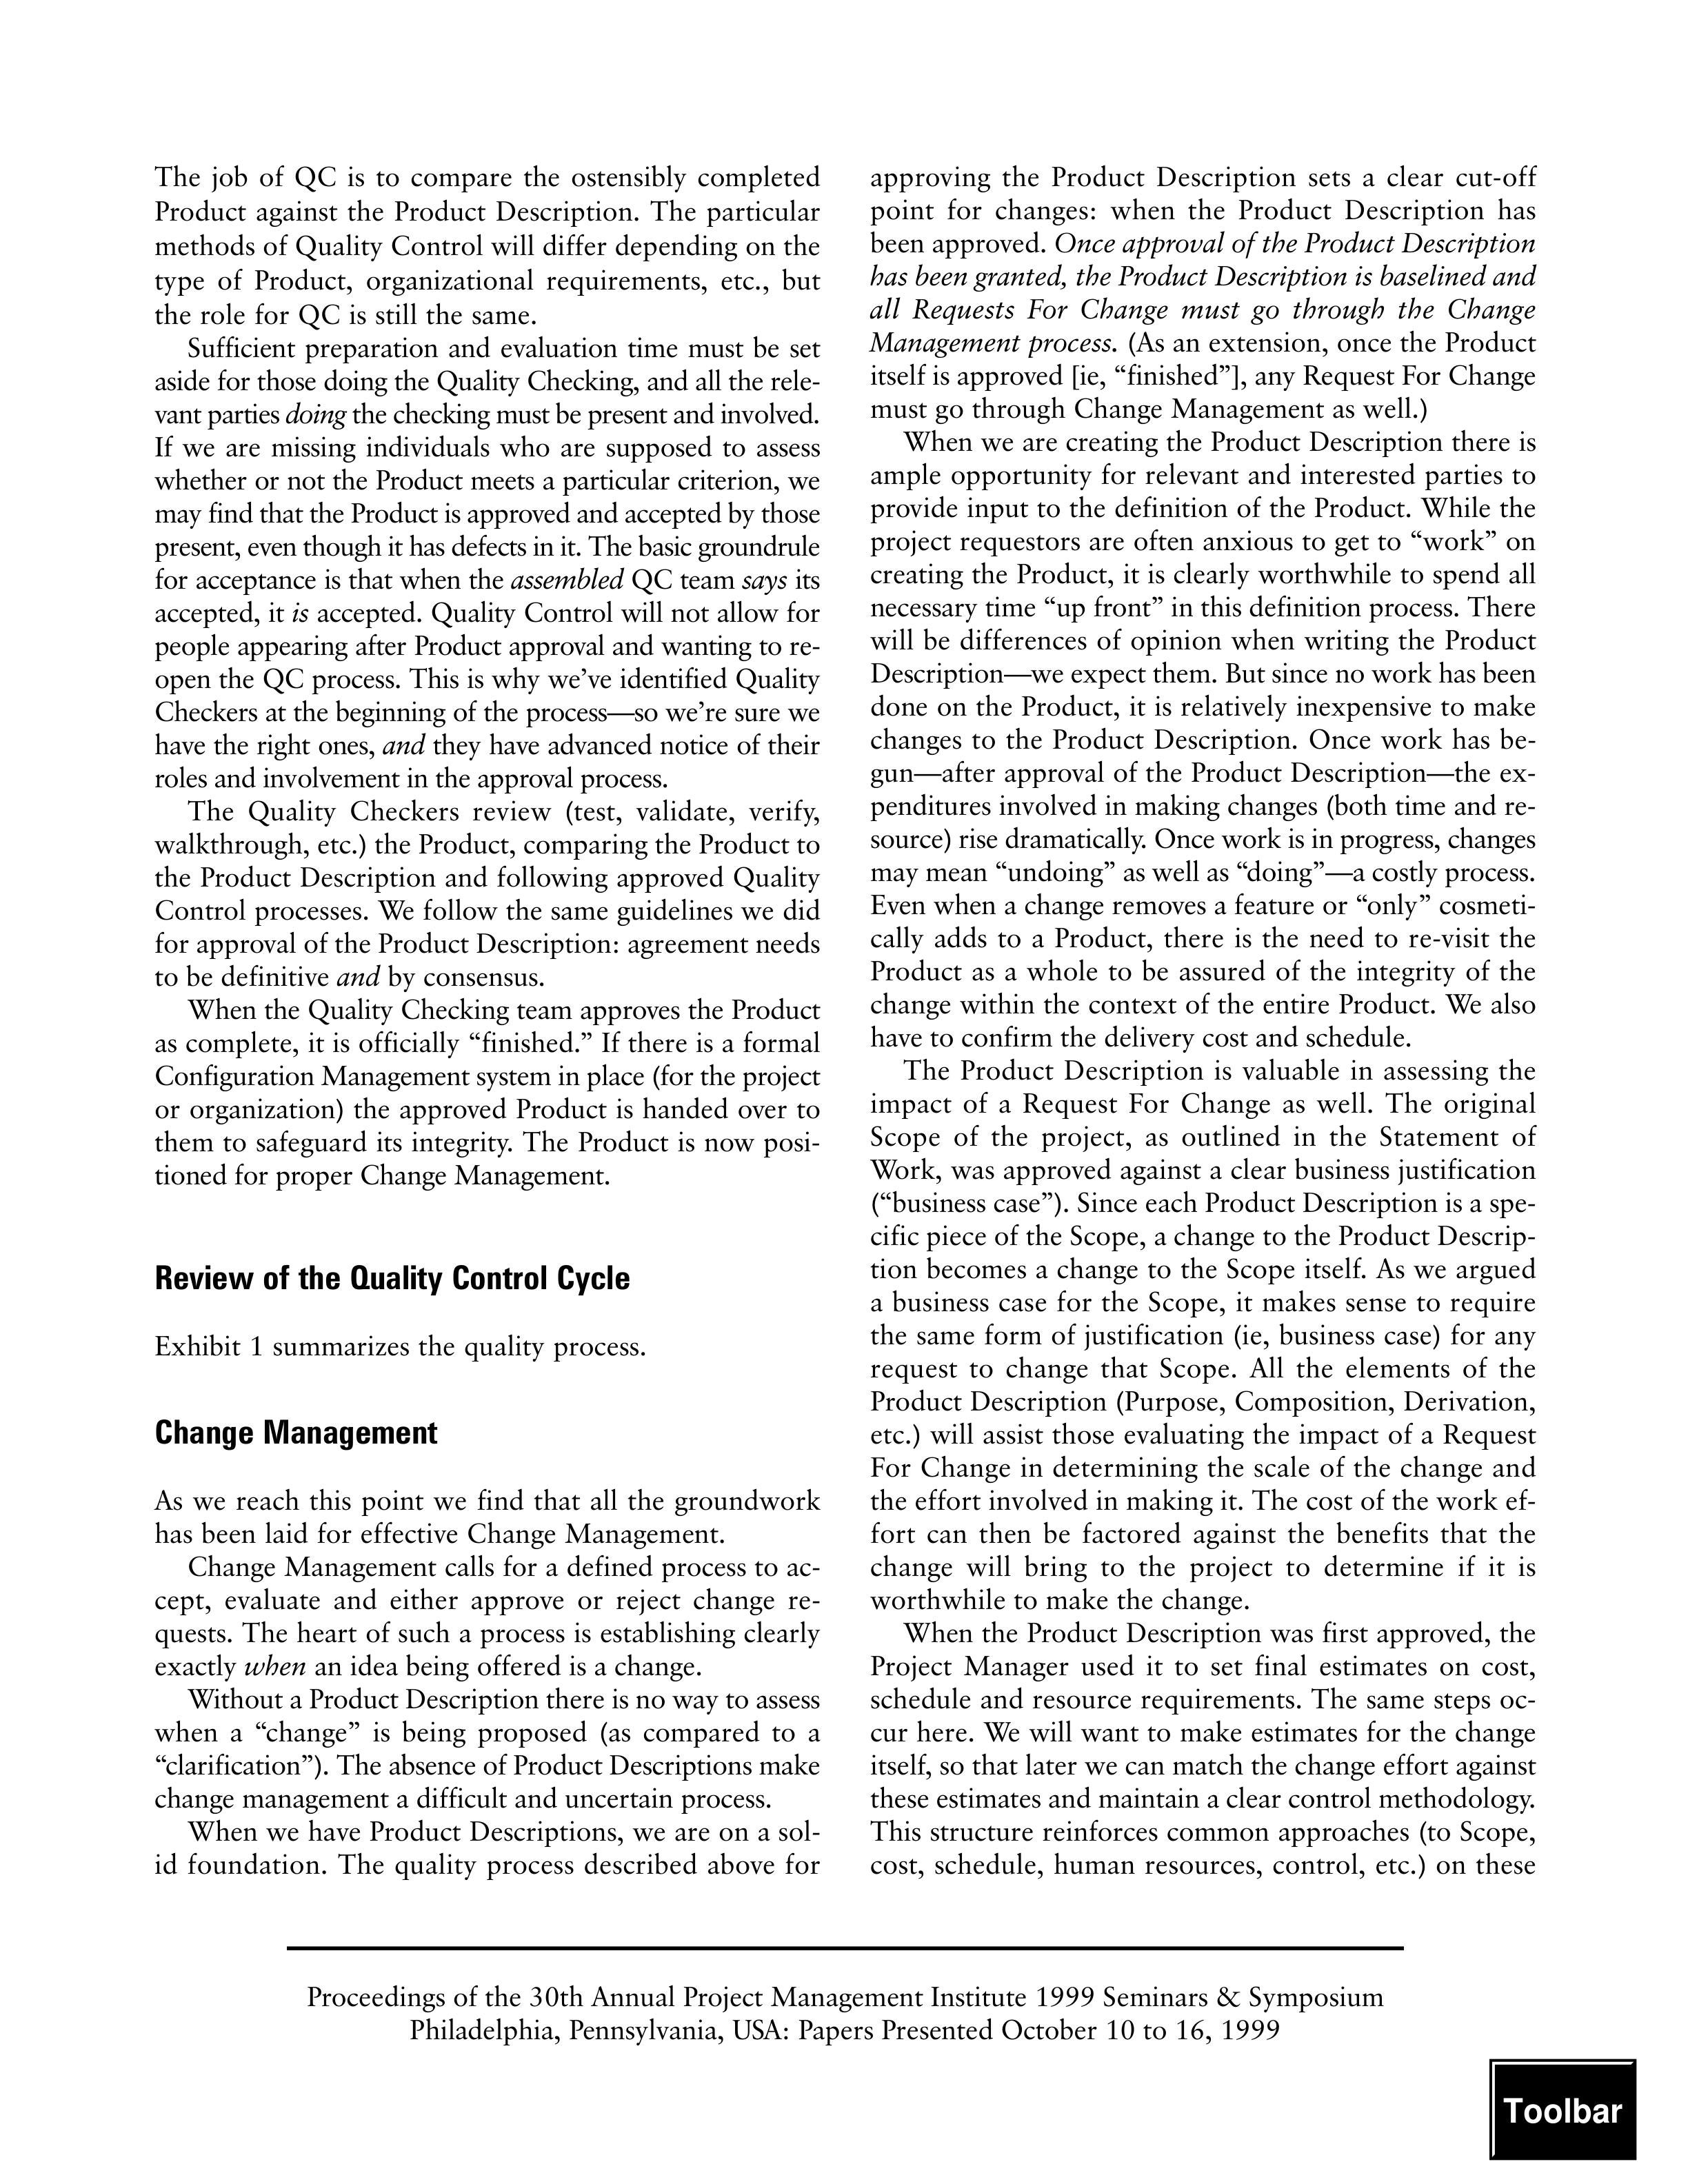 The job of QC is to compare the ostensibly completed
Product against the Product Description. The particular
methods of Quality Control will differ depending on the
type of Product, organizational requirements, etc., but
the role for QC is still the same.
Sufficient preparation and evaluation time must be set
aside for those doing the Quality Checking, and all the rele-
vant parties doing the checking must be present and involved.
If we are missing individuals who are supposed to assess
whether or not the Product meets a particular criterion, we
may find that the Product is approved and accepted by those
present, even though it has defects in it. The basic groundrule
for acceptance is that when the assembled QC team says its
accepted, it is accepted. Quality Control will not allow for
people appearing after Product approval and wanting to re-
open the QC process. This is why we’ve identified Quality
Checkers at the beginning of the process—so we’re sure we
have the right ones, and they have advanced notice of their
roles and involvement in the approval process.
The Quality Checkers review (test, validate, verify,
walkthrough, etc.) the Product, comparing the Product to
the Product Description and following approved Quality
Control processes. We follow the same guidelines we did
for approval of the Product Description: agreement needs
to be definitive and by consensus.
When the Quality Checking team approves the Product
as complete, it is officially “finished.” If there is a formal
Configuration Management system in place (for the project
or organization) the approved Product is handed over to
them to safeguard its integrity. The Product is now posi-
tioned for proper Change Management.
Review of the Quality Control Cycle
Exhibit 1 summarizes the quality process.
Change Management
As we reach this point we find that all the groundwork
has been laid for effective Change Management.
Change Management calls for a defined process to ac-
cept, evaluate and either approve or reject change re-
quests. The heart of such a process is establishing clearly
exactly when an idea being offered is a change.
Without a Product Description there is no way to assess
when a “change” is being proposed (as compared to a
“clarification”). The absence of Product Descriptions make
change management a difficult and uncertain process.
When we have Product Descriptions, we are on a sol-
id foundation. The quality process described above for
approving the Product Description sets a clear cut-off
point for changes: when the Product Description has
been approved. Once approval of the Product Description
has been granted, the Product Description is baselined and
all Requests For Change must go through the Change
Management process. (As an extension, once the Product
itself is approved [ie, “finished”], any Request For Change
must go through Change Management as well.)
When we are creating the Product Description there is
ample opportunity for relevant and interested parties to
provide input to the definition of the Product. While the
project requestors are often anxious to get to “work” on
creating the Product, it is clearly worthwhile to spend all
necessary time “up front” in this definition process. There
will be differences of opinion when writing the Product
Description—we expect them. But since no work has been
done on the Product, it is relatively inexpensive to make
changes to the Product Description. Once work has be-
gun—after approval of the Product Description—the ex-
penditures involved in making changes (both time and re-
source) rise dramatically. Once work is in progress, changes
may mean “undoing” as well as “doing”—a costly process.
Even when a change removes a feature or “only” cosmeti-
cally adds to a Product, there is the need to re-visit the
Product as a whole to be assured of the integrity of the
change within the context of the entire Product. We also
have to confirm the delivery cost and schedule.
The Product Description is valuable in assessing the
impact of a Request For Change as well. The original
Scope of the project, as outlined in the Statement of
Work, was approved against a clear business justification
(“business case”). Since each Product Description is a spe-
cific piece of the Scope, a change to the Product Descrip-
tion becomes a change to the Scope itself. As we argued
a business case for the Scope, it makes sense to require
the same form of justification (ie, business case) for any
request to change that Scope. All the elements of the
Product Description (Purpose, Composition, Derivation,
etc.) will assist those evaluating the impact of a Request
For Change in determining the scale of the change and
the effort involved in making it. The cost of the work ef-
fort can then be factored against the benefits that the
change will bring to the project to determine if it is
worthwhile to make the change.
When the Product Description was first approved, the
Project Manager used it to set final estimates on cost,
schedule and resource requirements. The same steps oc-
cur here. We will want to make estimates for the change
itself, so that later we can match the change effort against
these estimates and maintain a clear control methodology.
This structure reinforces common approaches (to Scope,
cost, schedule, human resources, control, etc.) on these
Proceedings of the 30th Annual Project Management Institute 1999 Seminars & Symposium
Philadelphia, Pennsylvania, USA: Papers Presented October 10 to 16, 1999
Toolbar